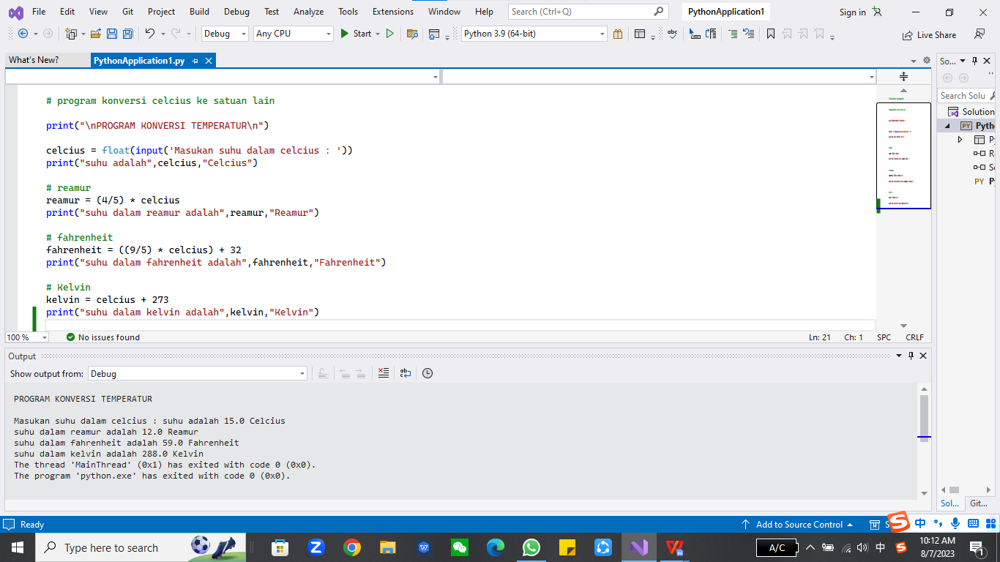 File Edit View Git Project Build Debug Test Analyze Tools Extensions Window Help Search (Ctrl+Q) PythonApplication1 Sign in
Debug Any CPU Start Python 3.9 (64-bit) Live Share
What's New? PythonApplication1.py So...
# program konversi celcius ke satuan lain
print("\nPROGRAM KONVERSI TEMPERATUR\n")
celcius = float(input('Masukan suhu dalam celcius : '))
print("suhu adalah",celcius,"Celcius")
# reamur
reamur = (4/5) * celcius
print("suhu dalam reamur adalah",reamur,"Reamur")
# fahrenheit
fahrenheit = ((9/5) * celcius) + 32
print("suhu dalam fahrenheit adalah",fahrenheit,"Fahrenheit")
# Kelvin
kelvin = celcius + 273
print("suhu dalam kelvin adalah",kelvin,"Kelvin")
100 % No issues found Ln: 21 Ch: 1 SPC CRLF
Search Solu
Solution
PY Pyth
P
R
Se
PY P
Output
Show output from: Debug
PROGRAM KONVERSI TEMPERATUR
Masukan suhu dalam celcius : suhu adalah 15.0 Celcius
suhu dalam reamur adalah 12.0 Reamur
suhu dalam fahrenheit adalah 59.0 Fahrenheit
suhu dalam kelvin adalah 288.0 Kelvin
The thread 'MainThread' (0x1) has exited with code 0 (0x0).
The program 'python.exe' has exited with code 0 (0x0).
Sol... Git...
Ready Add to Source Control S 中
Type here to search A/C 中 10:12 AM
8/7/2023 1